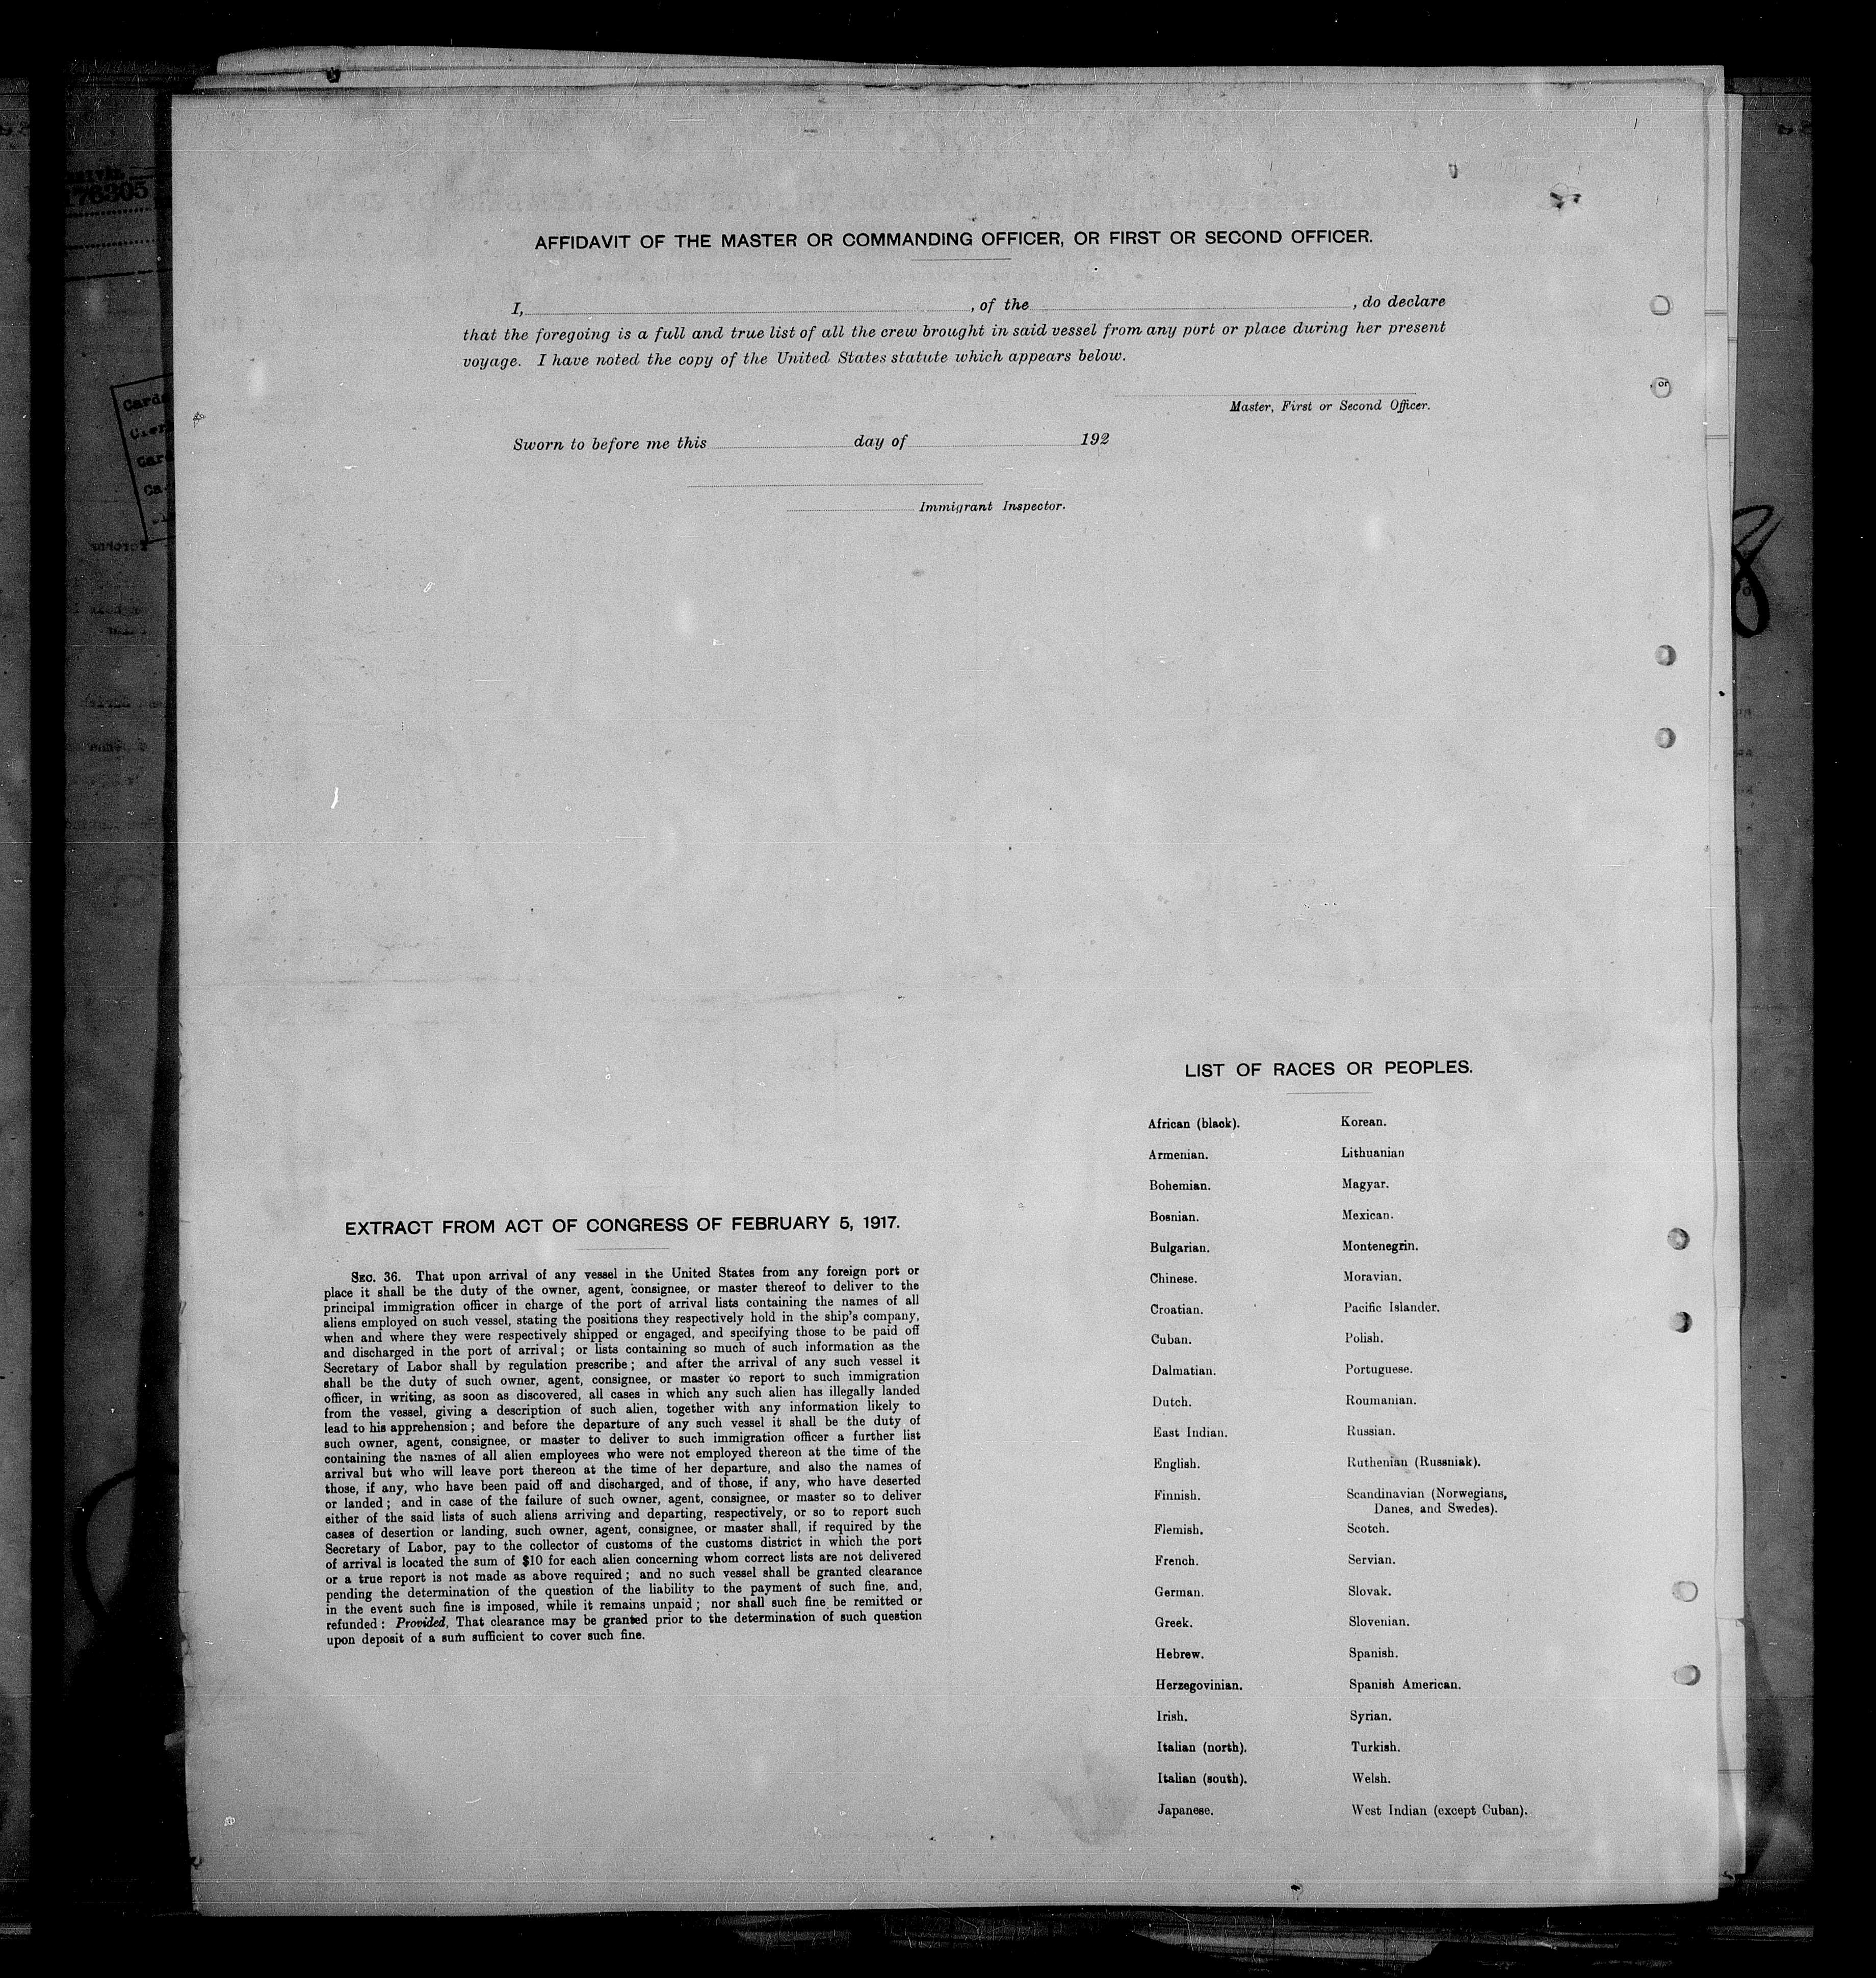 AFFIDAVIT OF THE MASTER OR COMMANDING OFFICER, OR FIRST OR SECOND OFFICER.
I, , of the , do declare
that the foregoing is a full and true list of all the crew brought in said vessel from any port or place during her present
voyage. I have noted the copy of the United States statute which appears below.
Master, First or Second Officer.
Sworn to before me this day of 192
Immigrant Inspector.
EXTRACT FROM ACT OF CONGRESS OF FEBRUARY 5, 1917.
SEC. 36. That upon arrival of any vessel in the United States from any foreign port or
place it shall be the duty of the owner, agent, consignee, or master thereof to deliver to the
principal immigration officer in charge of the port of arrival lists containing the names of all
aliens employed on such vessel, stating the positions they respectively hold in the ship's company,
when and where they were respectively shipped or engaged, and specifying those to be paid off
and discharged in the port of arrival; or lists containing so much of such information as the
Secretary of Labor shall by regulation prescribe; and after the arrival of any such vessel it
shall be the duty of such owner, agent, consignee, or master to report to such immigration
officer, in writing, as soon as discovered, all cases in which any such alien has illegally landed
from the vessel, giving a description of such alien, together with any information likely to
lead to his apprehension; and before the departure of any such vessel it shall be the duty of
such owner, agent, consignee, or master to deliver to such immigration officer a further list
containing the names of all alien employees who were not employed thereon at the time of the
arrival but who will leave port thereon at the time of her departure, and also the names of
those, if any, who have been paid off and discharged, and of those, if any, who have deserted
or landed; and in case of the failure of such owner, agent, consignee, or master so to deliver
either of the said lists of such aliens arriving and departing, respectively, or so to report such
cases of desertion or landing, such owner, agent, consignee, or master shall, if required by the
Secretary of Labor, pay to the collector of customs of the customs district in which the port
of arrival is located the sum of $10 for each alien concerning whom correct lists are not delivered
or a true report is not made as above required; and no such vessel shall be granted clearance
pending the determination of the question of the liability to the payment of such fine, and,
in the event such fine is imposed, while it remains unpaid; nor shall such fine be remitted or
refunded: Provided, That clearance may be granted prior to the determination of such question
upon deposit of a sum sufficient to cover such fine.
LIST OF RACES OR PEOPLES.
African (black).
Armenian.
Bohemian.
Bosnian.
Bulgarian.
Chinese.
Croatian.
Cuban.
Dalmatian.
Dutch.
East Indian.
English.
Finnish.
Flemish.
French.
German.
Greek.
Hebrew.
Herzegovinian.
Irish.
Italian (north).
Italian (south).
Japanese.
Korean.
Lithuanian
Magyar.
Mexican.
Montenegrin.
Moravian.
Pacific Islander.
Polish.
Portuguese.
Roumanian.
Russian.
Ruthenian (Russniak).
Scandinavian (Norwegians,
Danes, and Swedes).
Scotch.
Servian.
Slovak.
Slovenian.
Spanish.
Spanish American.
Syrian.
Turkish.
Welsh.
West Indian (except Cuban).
or
76305
8